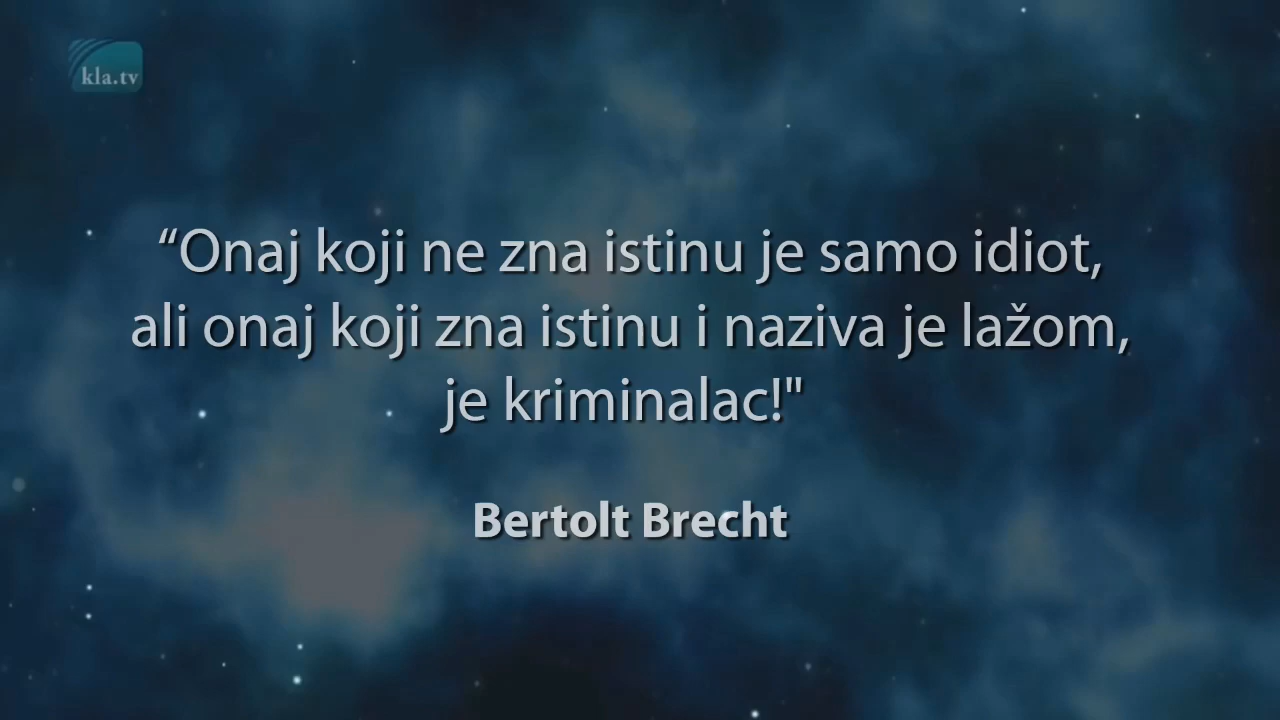 kla.tv
“Onaj koji ne zna istinu je samo idiot,
ali onaj koji zna istinu i naziva je lažom,
je kriminalac!"
Bertolt Brecht